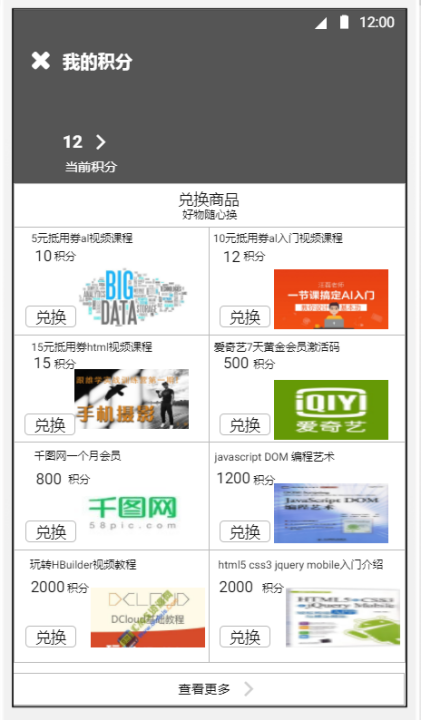 12:00
我的积分
12
当前积分
兑换商品
好物随心换
5元抵用券aI视频课程
10 积分
BIG
DATA
兑换
10元抵用券aI入门视频课程
12 积分
一节课搞定AI入门
兑换
15元抵用券html视频课程
15 积分
手机摄影
兑换
爱奇艺7天黄金会员激活码
500 积分
iQIYI
爱奇艺
兑换
千图网一个月会员
800 积分
千图网
58pic.com
兑换
javascript DOM 编程艺术
1200 积分
JavaScript DOM
编程艺术
兑换
玩转HBuilder视频教程
2000 积分
DCLOUD
DCloud基础教程
兑换
html5 css3 jquery mobile入门介绍
2000 积分
HTML5+CSS3
+jQuery Mobile
兑换
查看更多